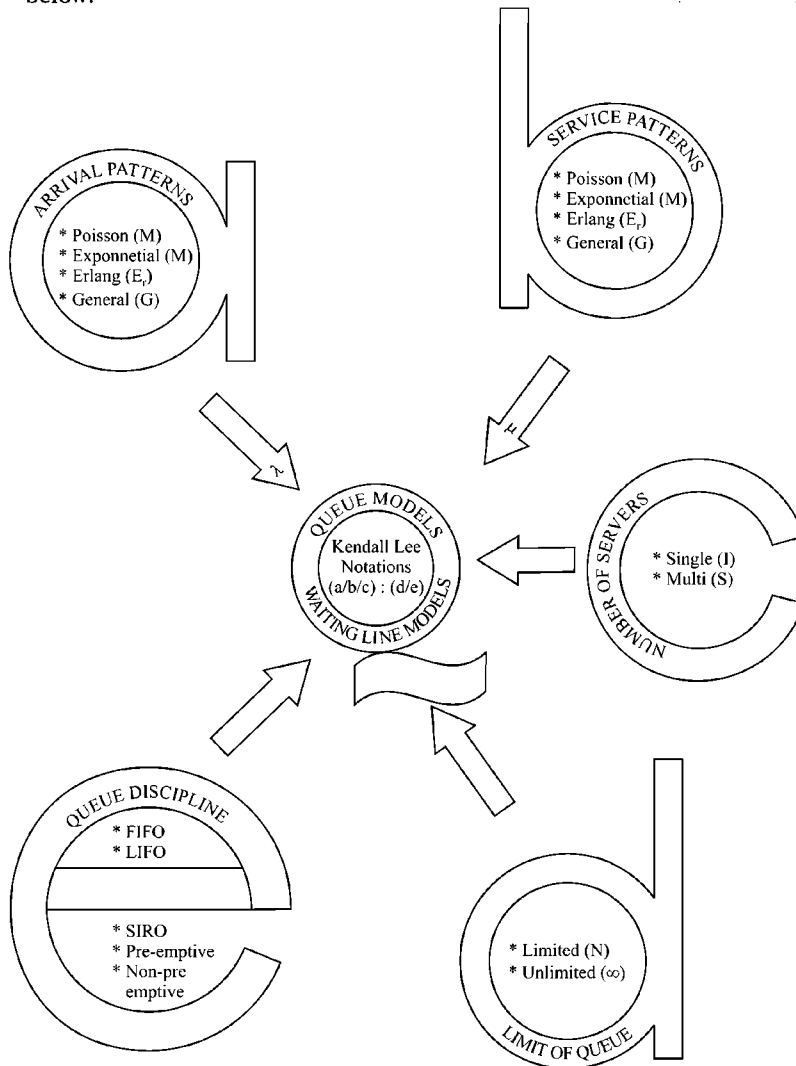 below.
ARRIVAL PATTERNS
* Poisson (M)
* Exponnetial (M)
* Erlang (Er)
* General (G)
SERVICE PATTERNS
* Poisson (M)
* Exponnetial (M)
* Erlang (Er)
* General (G)
λ
μ
QUEUE MODELS
Kendall Lee
Notations
(a/b/c) : (d/e)
WAITING LINE MODELS
NUMBER OF SERVERS
* Single (I)
* Multi (S)
QUEUE DISCIPLINE
* FIFO
* LIFO
* SIRO
* Pre-emptive
* Non-pre
emptive
* Limited (N)
* Unlimited (∞)
LIMIT OF QUEUE